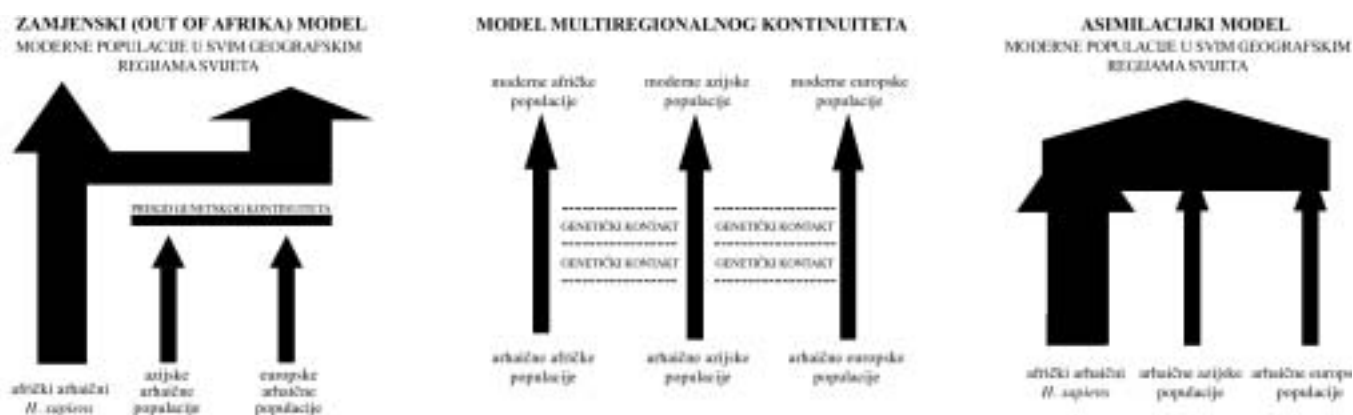 ZAMJENSKI (OUT OF AFRIKA) MODEL
MODERNE POPULACIJE U SVIM GEOGRAFSKIM
REGIJAMA SVIJETA
PREKID GENETSKOG KONTINUITETA
afrički arhaični
H. sapiens
azijske
arhaične
populacije
europske
arhaične
populacije
MODEL MULTIREGIONALNOG KONTINUITETA
moderne afričke
populacije
moderne azijske
populacije
moderne europske
populacije
GENETIČKI KONTAKT
GENETIČKI KONTAKT
GENETIČKI KONTAKT
GENETIČKI KONTAKT
arhaične afričke
populacije
arhaične azijske
populacije
arhaične europske
populacije
ASIMILACIJKI MODEL
MODERNE POPULACIJE U SVIM GEOGRAFSKIM
REGIJAMA SVIJETA
afrički arhaični
H. sapiens
arhaične azijske
populacije
arhaične europs
populacije